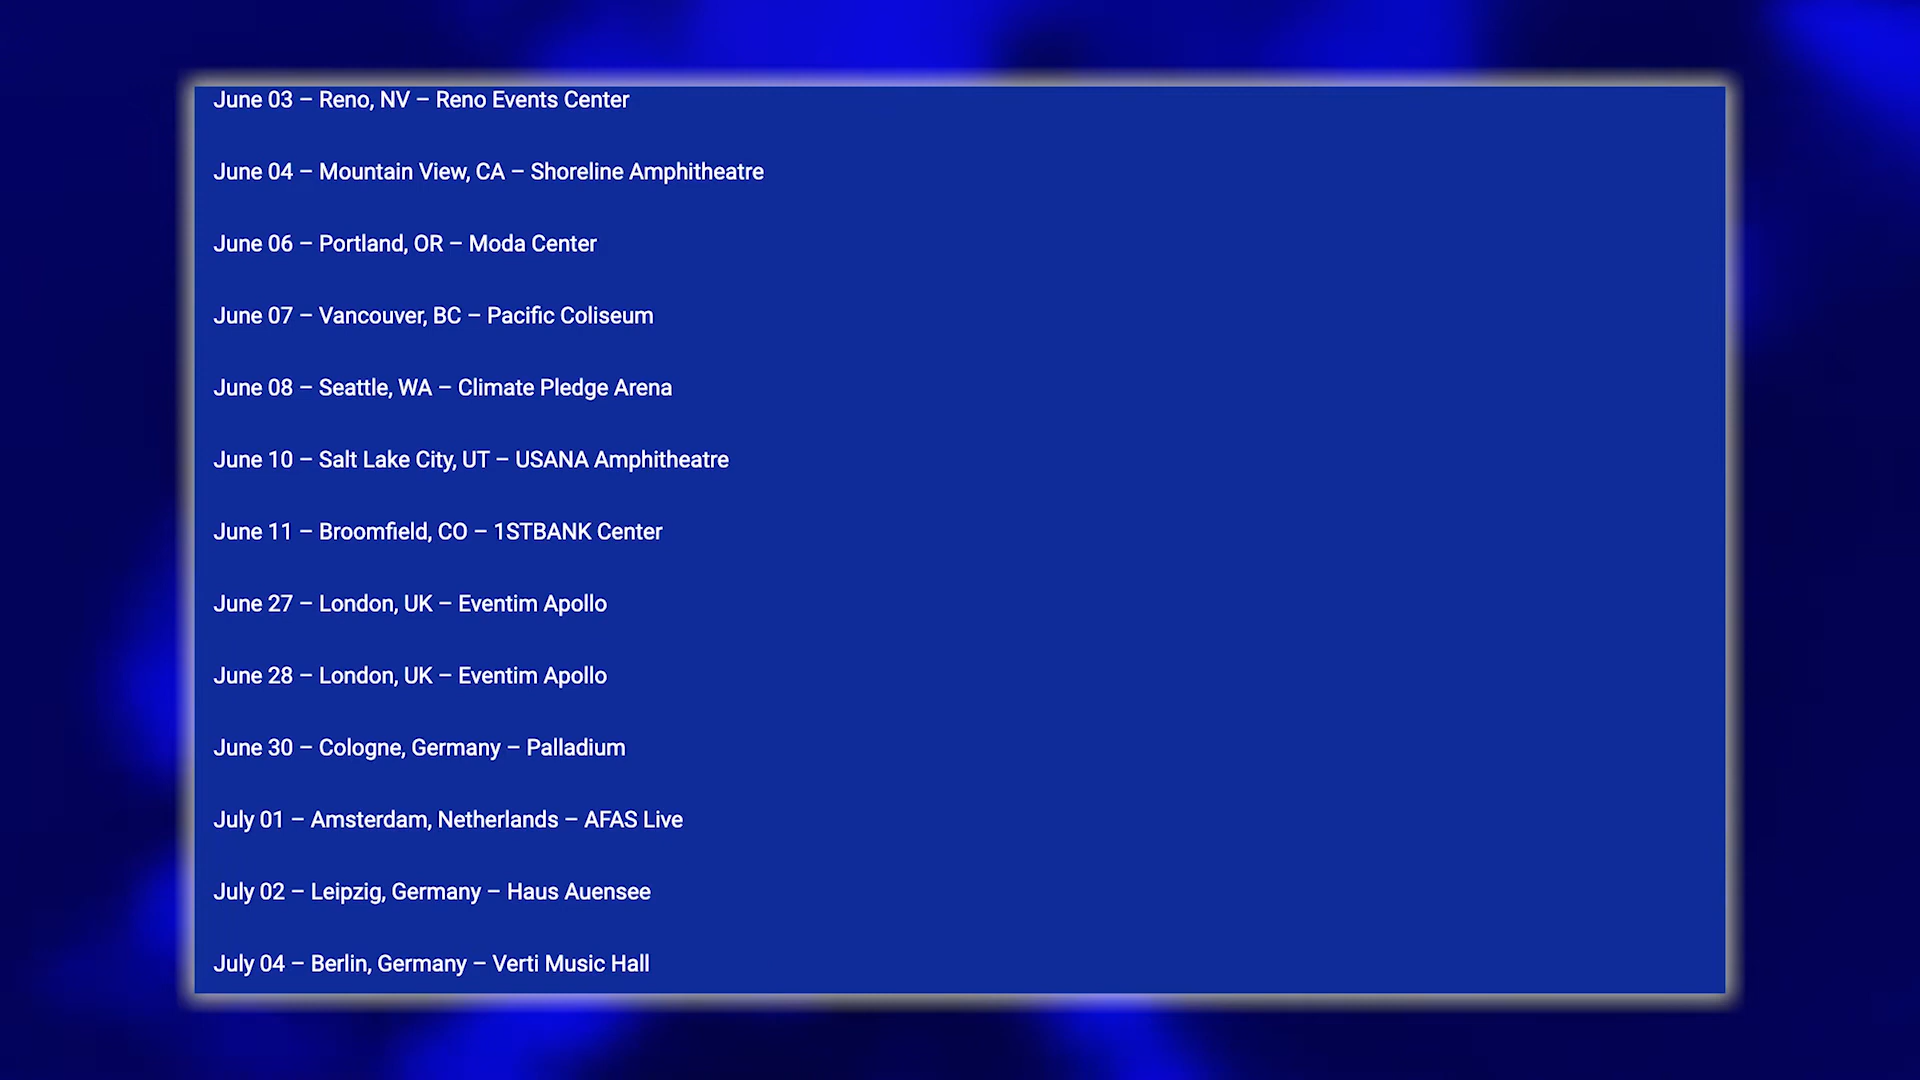 June 03 – Reno, NV – Reno Events Center
June 04 – Mountain View, CA – Shoreline Amphitheatre
June 06 – Portland, OR – Moda Center
June 07 – Vancouver, BC – Pacific Coliseum
June 08 – Seattle, WA – Climate Pledge Arena
June 10 – Salt Lake City, UT – USANA Amphitheatre
June 11 – Broomfield, CO – 1STBANK Center
June 27 – London, UK – Eventim Apollo
June 28 – London, UK – Eventim Apollo
June 30 – Cologne, Germany – Palladium
July 01 – Amsterdam, Netherlands – AFAS Live
July 02 – Leipzig, Germany – Haus Auensee
July 04 – Berlin, Germany – Verti Music Hall